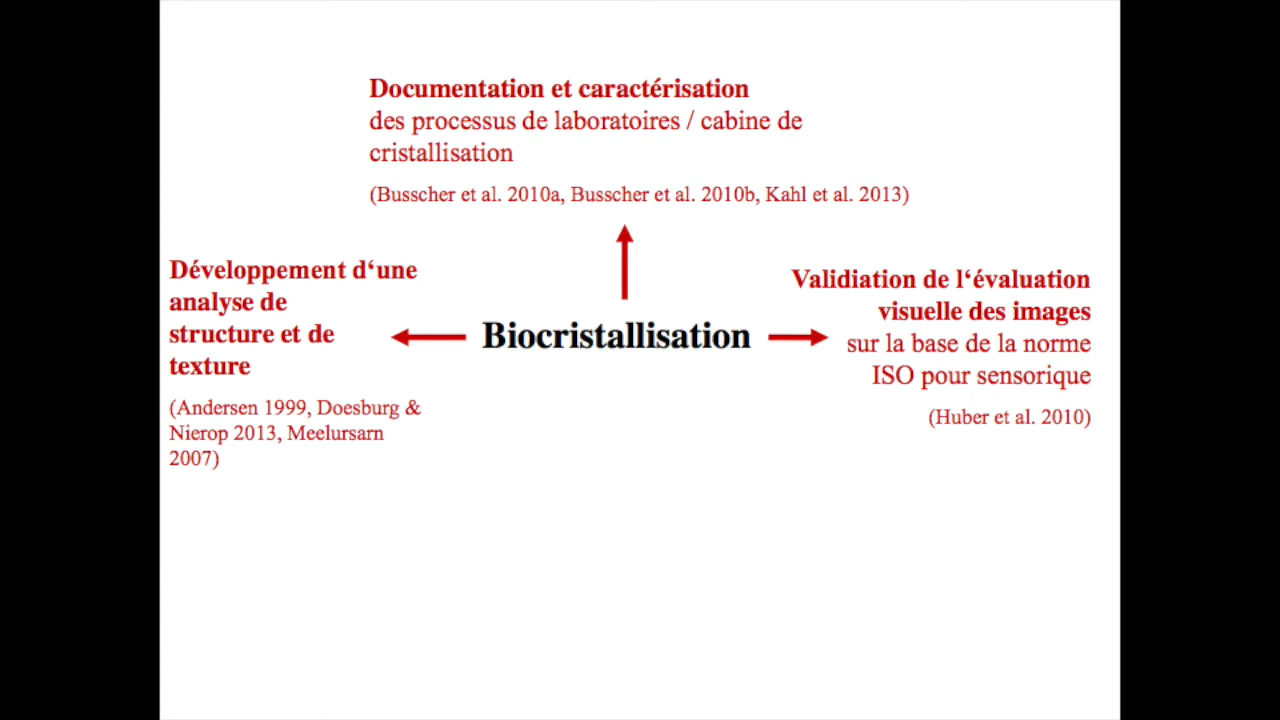 Documentation et caractérisation
des processus de laboratoires / cabine de
cristallisation
(Busscher et al. 2010a, Busscher et al. 2010b, Kahl et al. 2013)
Développement d‘une
analyse de
structure et de
texture
(Andersen 1999, Doesburg &
Nierop 2013, Meelursarn
2007)
Biocristallisation
Validiation de l‘évaluation
visuelle des images
sur la base de la norme
ISO pour sensorique
(Huber et al. 2010)